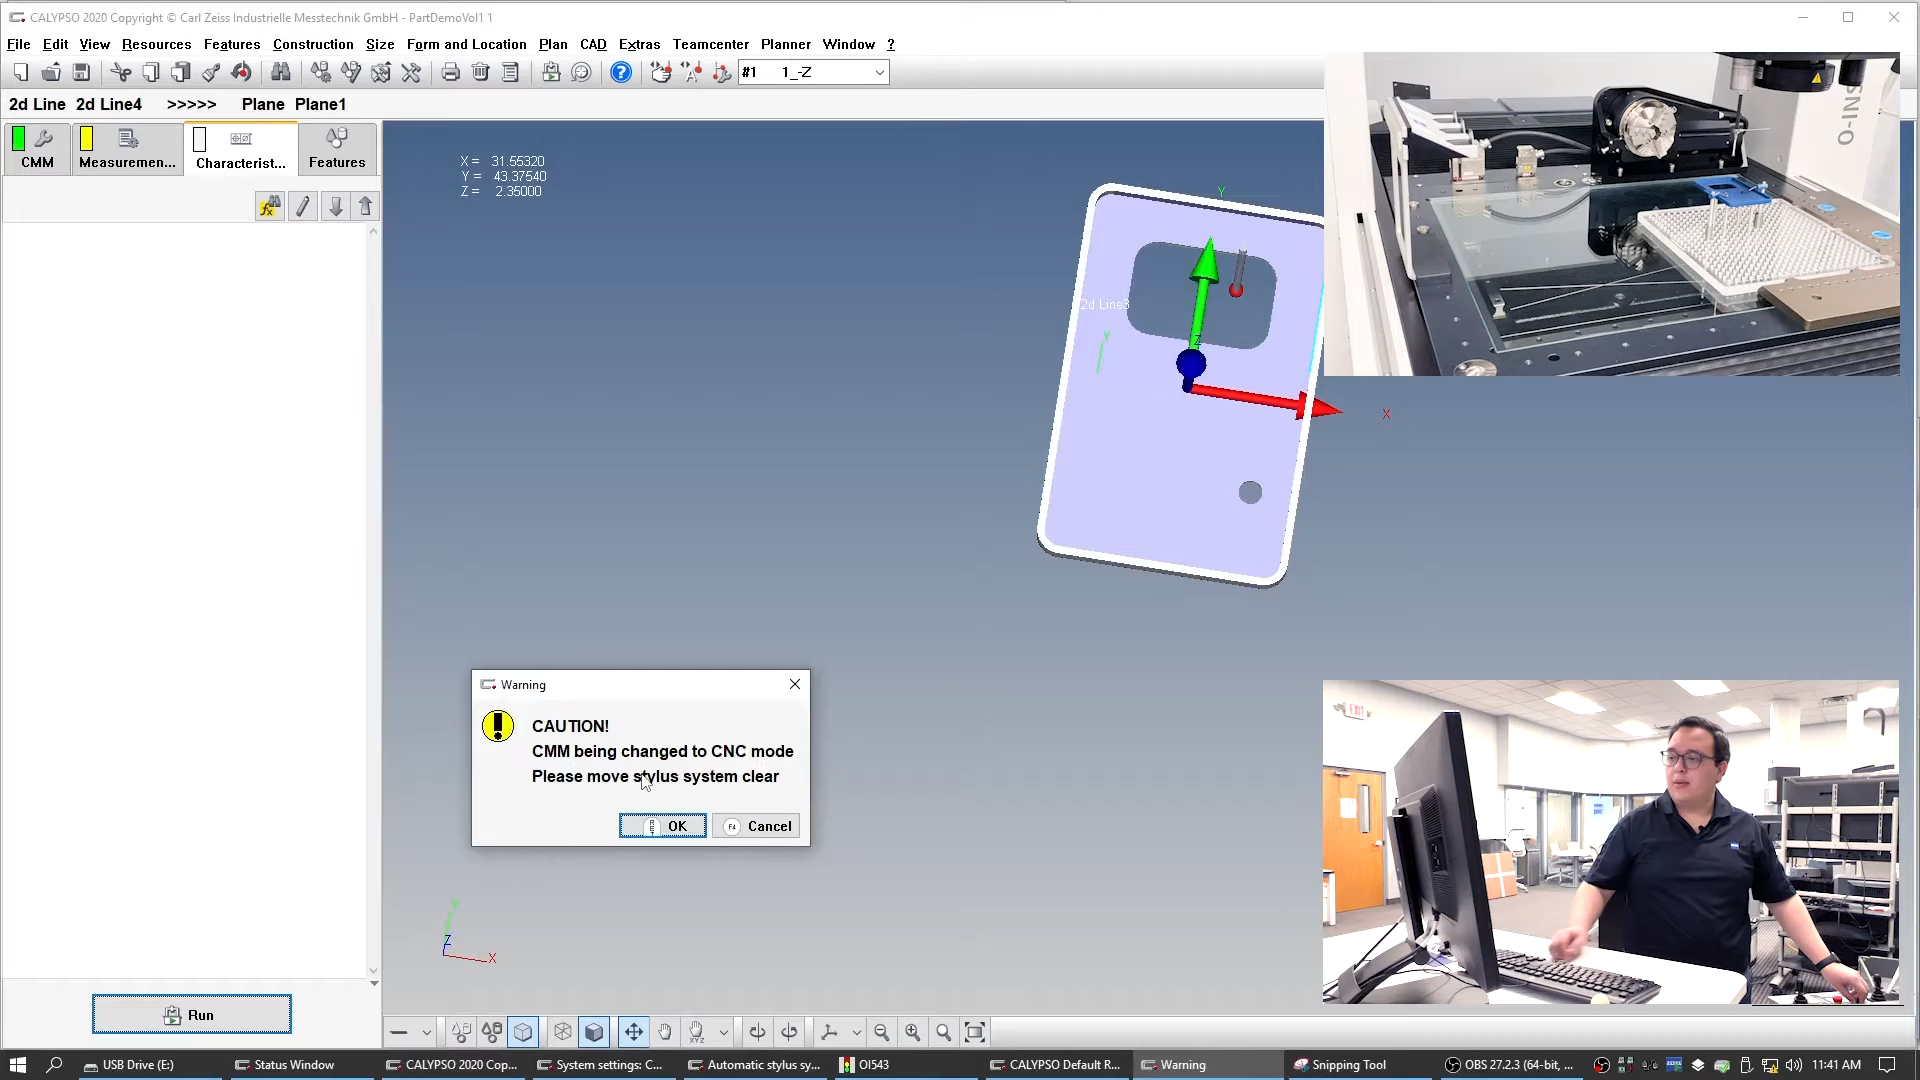 CALYPSO 2020 Copyright © Carl Zeiss Industrielle Messtechnik GmbH - PartDemoVol1 1
File Edit View Resources Features Construction Size Form and Location Plan CAD Extras Teamcenter Planner Window ?
#1 1_-Z
2d Line 2d Line4 >>>>> Plane Plane1
CMM Measuremen... Characterist... Features
X = 31.55320
Y = 43.37540
Z = 2.35000
Y
2d Line3
Y
Z
X
Warning
CAUTION!
CMM being changed to CNC mode
Please move stylus system clear
OK Cancel
EXIT
Y
Z
X
Run
XYZ
USB Drive (E:) Status Window CALYPSO 2020 Cop... System settings: C... Automatic stylus sy... OI543 CALYPSO Default R... Warning Snipping Tool OBS 27.2.3 (64-bit, ... 11:41 AM